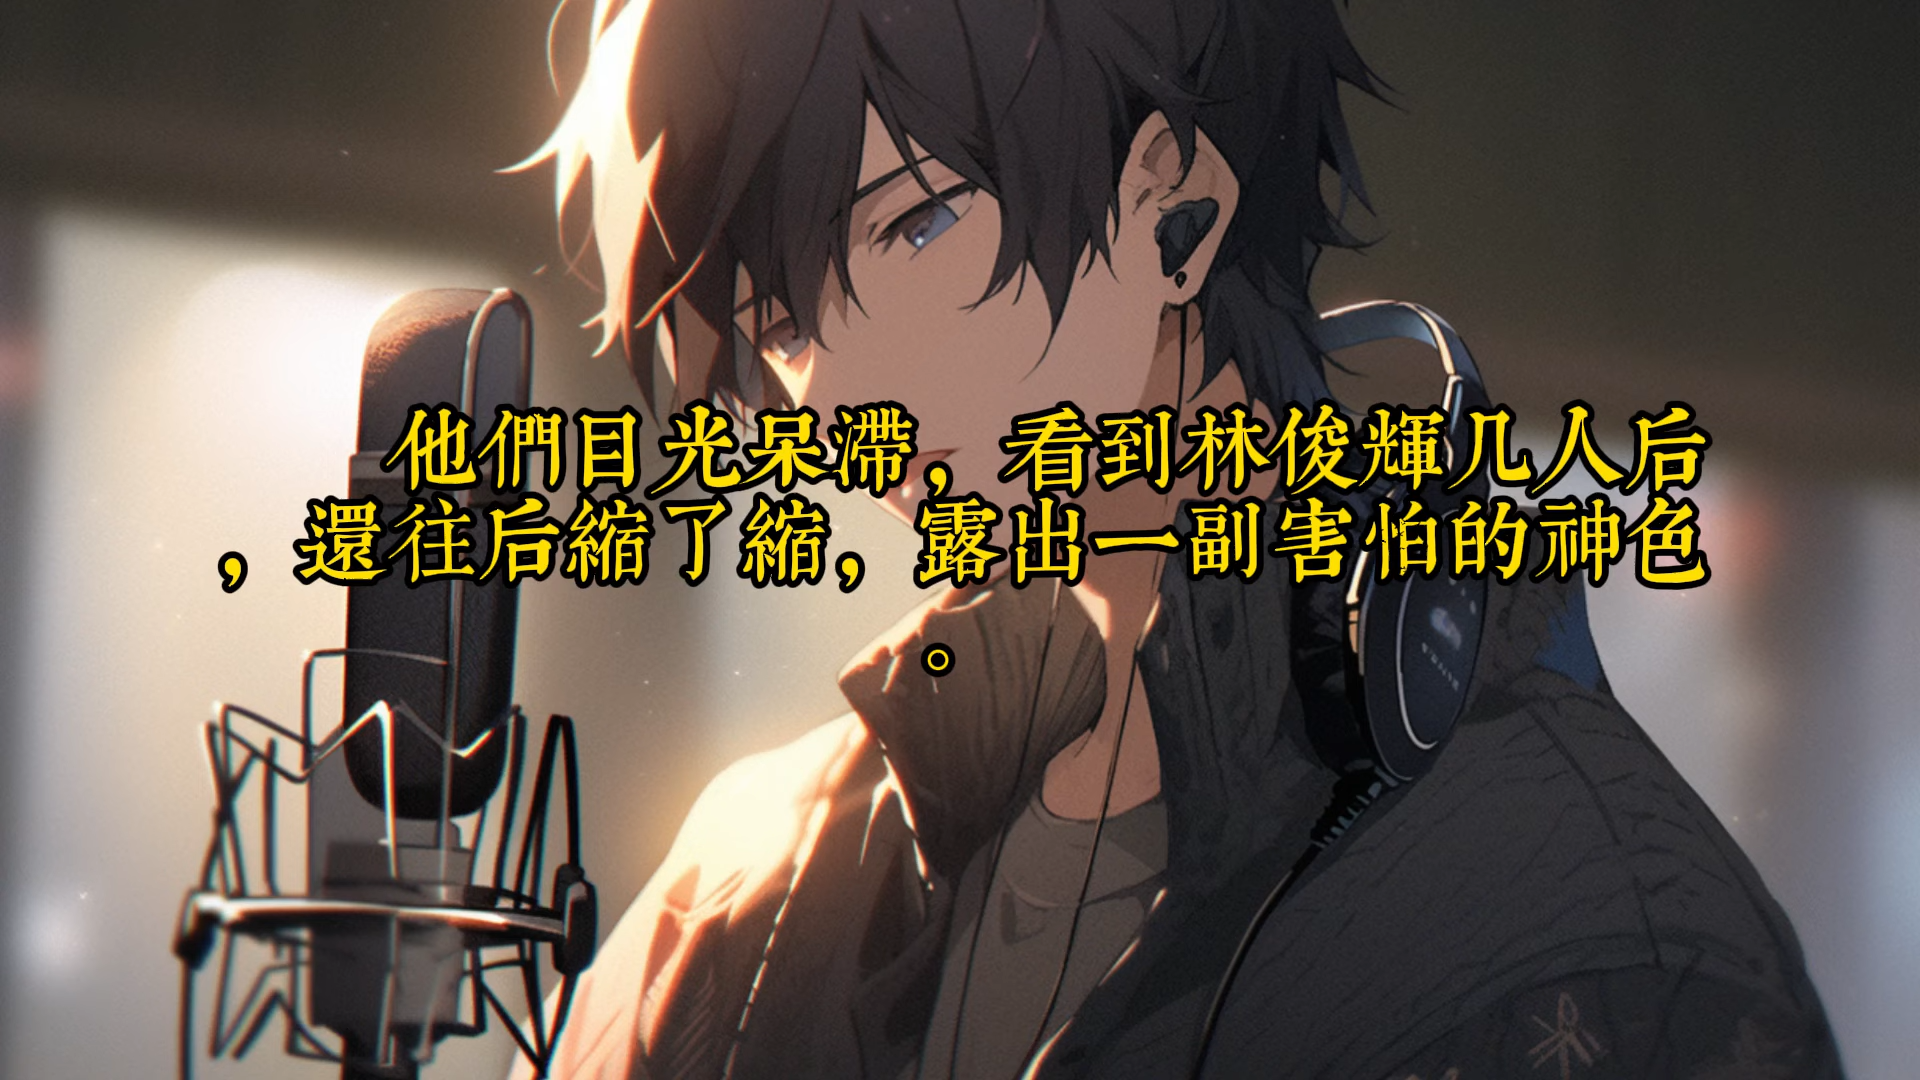 他們目光呆滯，看到林俊輝几人后
，還往后縮了縮，露出一副害怕的神色
。